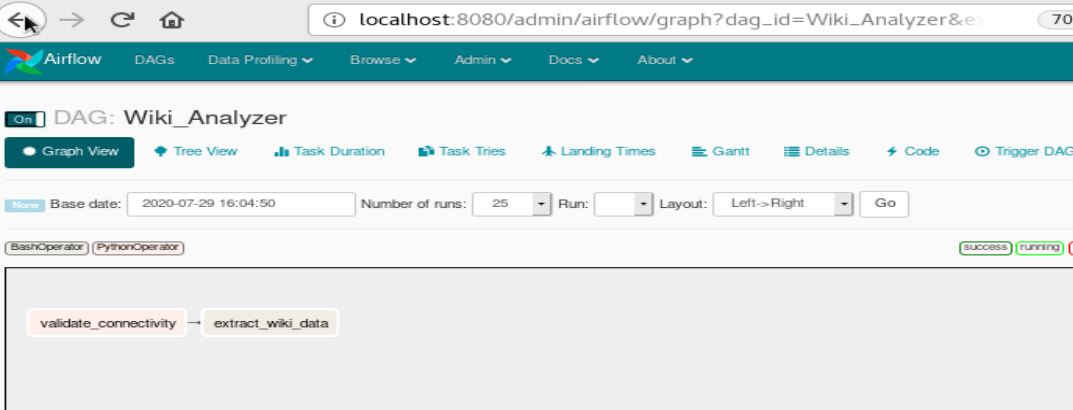 localhost:8080/admin/airflow/graph?dag_id=Wiki_Analyzer&e 70
Airflow DAGs Data Profiling Browse Admin Docs About
On DAG: Wiki_Analyzer
Graph View Tree View Task Duration Task Tries Landing Times Gantt Details Code Trigger DAG
None Base date: 2020-07-29 16:04:50 Number of runs: 25 Run: Layout: Left->Right Go
BashOperator PythonOperator success running
validate_connectivity extract_wiki_data